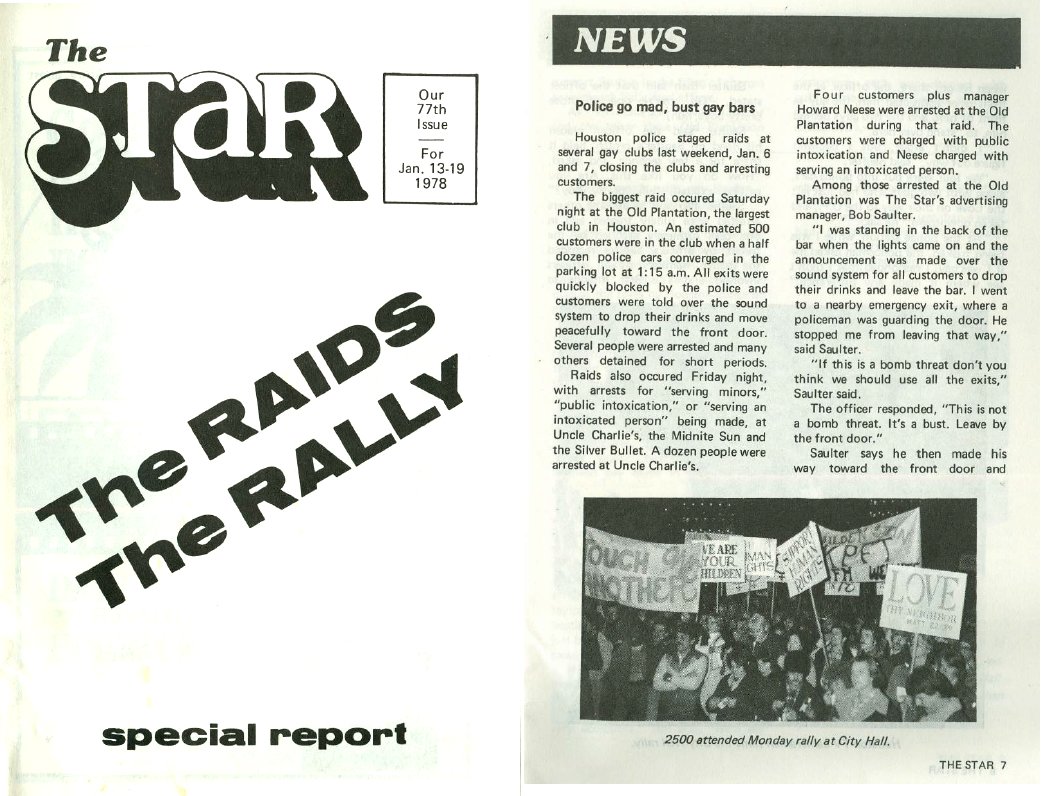 The
STAR
Our
77th
Issue
For
Jan. 13-19
1978
The RAIDS
The RALLY
special report
NEWS
Police go mad, bust gay bars
Houston police staged raids at
several gay clubs last weekend, Jan. 6
and 7, closing the clubs and arresting
customers.
The biggest raid occured Saturday
night at the Old Plantation, the largest
club in Houston. An estimated 500
customers were in the club when a half
dozen police cars converged in the
parking lot at 1:15 a.m. All exits were
quickly blocked by the police and
customers were told over the sound
system to drop their drinks and move
peacefully toward the front door.
Several people were arrested and many
others detained for short periods.
Raids also occured Friday night,
with arrests for "serving minors,"
"public intoxication," or "serving an
intoxicated person" being made, at
Uncle Charlie's, the Midnite Sun and
the Silver Bullet. A dozen people were
arrested at Uncle Charlie's.
Four customers plus manager
Howard Neese were arrested at the Old
Plantation during that raid. The
customers were charged with public
intoxication and Neese charged with
serving an intoxicated person.
Among those arrested at the Old
Plantation was The Star's advertising
manager, Bob Saulter.
"I was standing in the back of the
bar when the lights came on and the
announcement was made over the
sound system for all customers to drop
their drinks and leave the bar. I went
to a nearby emergency exit, where a
policeman was guarding the door. He
stopped me from leaving that way,"
said Saulter.
"If this is a bomb threat don't you
think we should use all the exits,"
Saulter said.
The officer responded, "This is not
a bomb threat. It's a bust. Leave by
the front door."
Saulter says he then made his
way toward the front door and
OUCH
NOTHER
WE ARE
YOUR
CHILDREN
UMAN
GHTS
SUPPORT
HUMAN
RIGHTS
LOVE
THY NEIGHBOR
2500 attended Monday rally at City Hall.
THE STAR 7